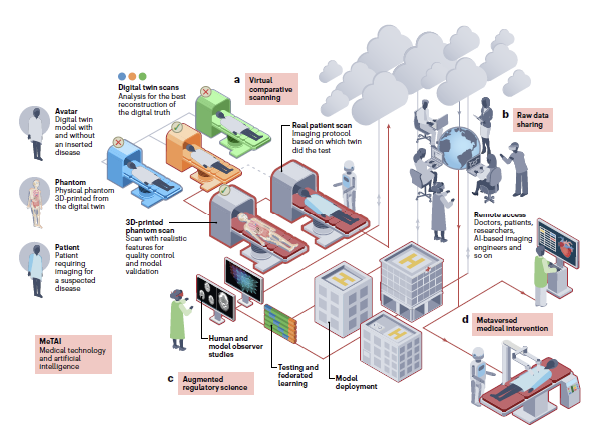 Digital twin scans
Analysis for the best
reconstruction of
the digital truth
a
Virtual
comparative
scanning
Avatar
Digital twin
model with
and without
an inserted
disease
Real patient scan
Imaging protocol
based on which twin
did the test
b
Raw data
sharing
Phantom
Physical phantom
3D-printed from
the digital twin
3D-printed
phantom scan
Scan with realistic
features for
quality control
and model
validation
Remote access
Doctors, patients,
researchers,
AI-based imaging
engineers and
so on
Patient
Patient
requiring
imaging for
a suspected
disease
H
H
H
d
Metaversed
medical intervention
MeTAI
Medical technology
and artificial
intelligence
Human and
model observer
studies
Testing and
federated
learning
Model
deployment
c
Augmented
regulatory science